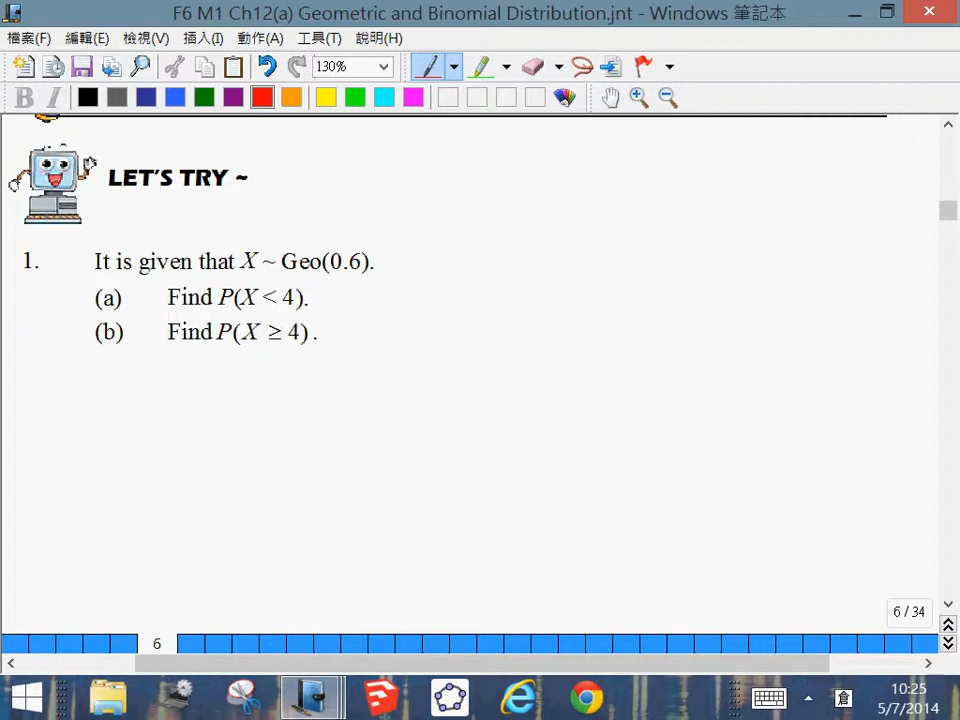 F6 M1 Ch12(a) Geometric and Binomial Distribution.jnt - Windows 筆記本
檔案(F) 編輯(E) 檢視(V) 插入(I) 動作(A) 工具(T) 說明(H)
130%
B I
LET'S TRY ~
1. It is given that X ~ Geo(0.6).
(a) Find P(X < 4).
(b) Find P(X ≥ 4) .
6 / 34
6
倉
10:25
5/7/2014